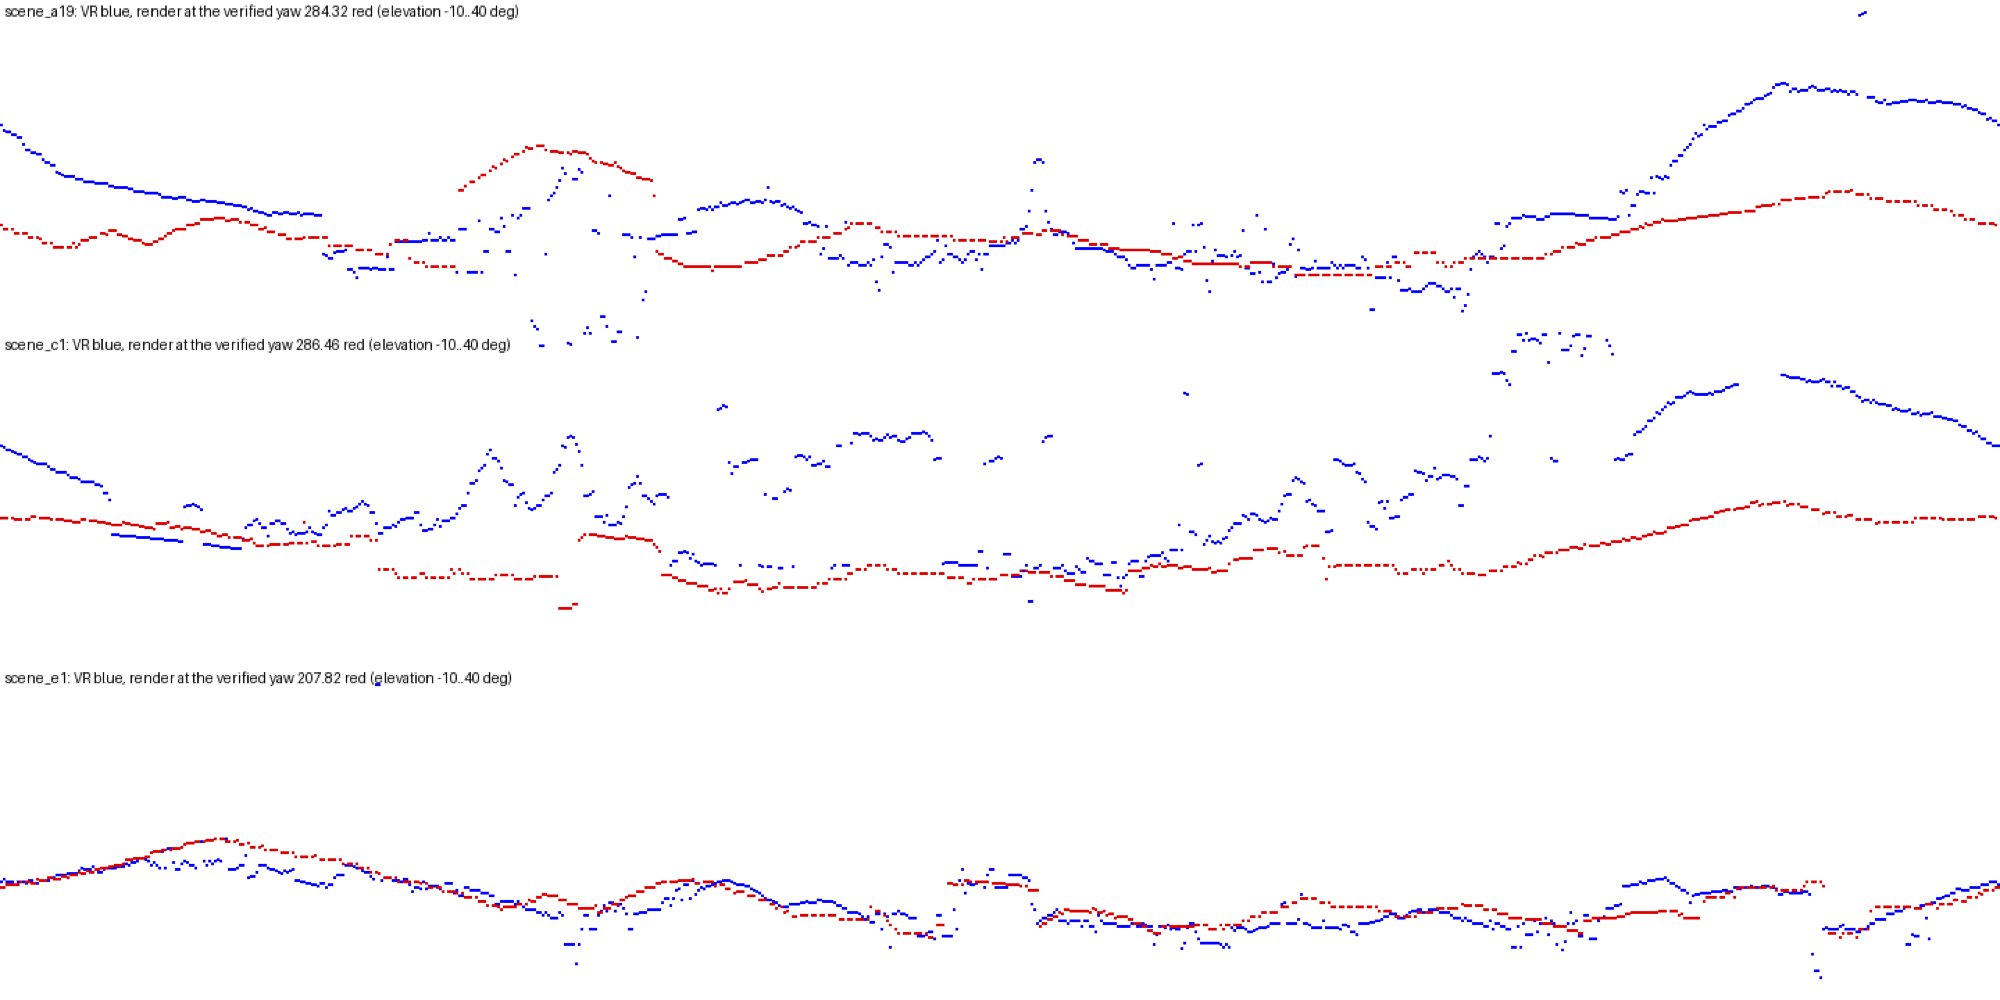 scene_a19: VR blue, render at the verified yaw 284.32 red (elevation -10..40 deg)
scene_c1: VR blue, render at the verified yaw 286.46 red (elevation -10..40 deg)
scene_e1: VR blue, render at the verified yaw 207.82 red (elevation -10..40 deg)